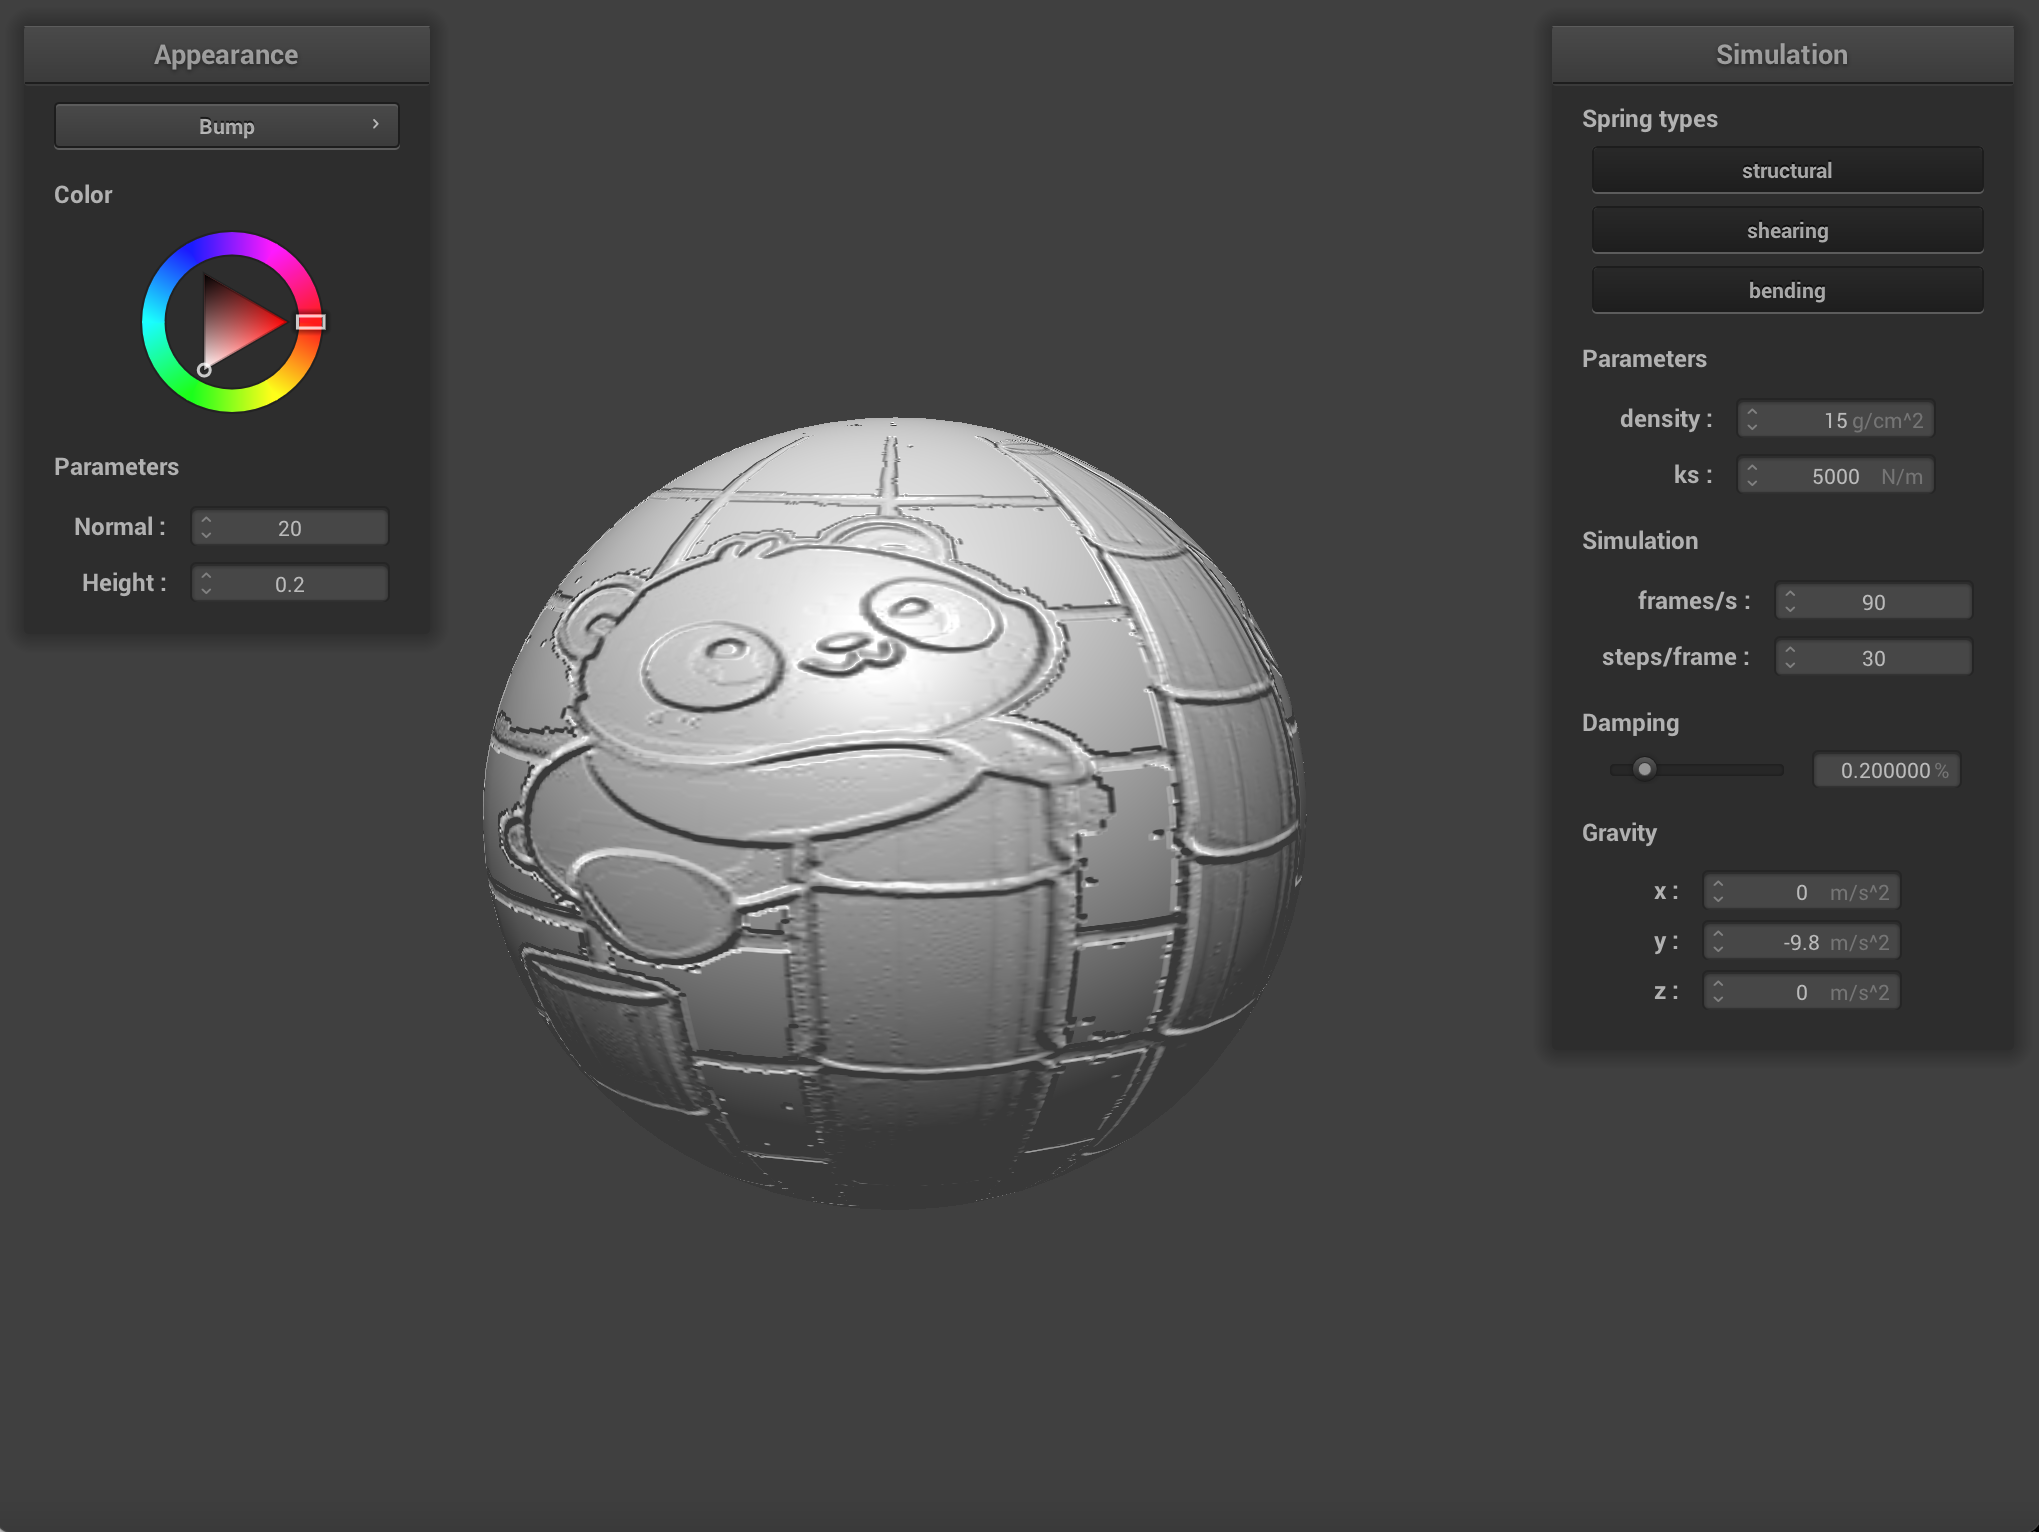 Appearance
Bump
Color
Parameters
Normal : 20
Height : 0.2
Simulation
Spring types
structural
shearing
bending
Parameters
density : 15 g/cm^2
ks : 5000 N/m
Simulation
frames/s : 90
steps/frame : 30
Damping
0.200000 %
Gravity
x : 0 m/s^2
y : -9.8 m/s^2
z : 0 m/s^2